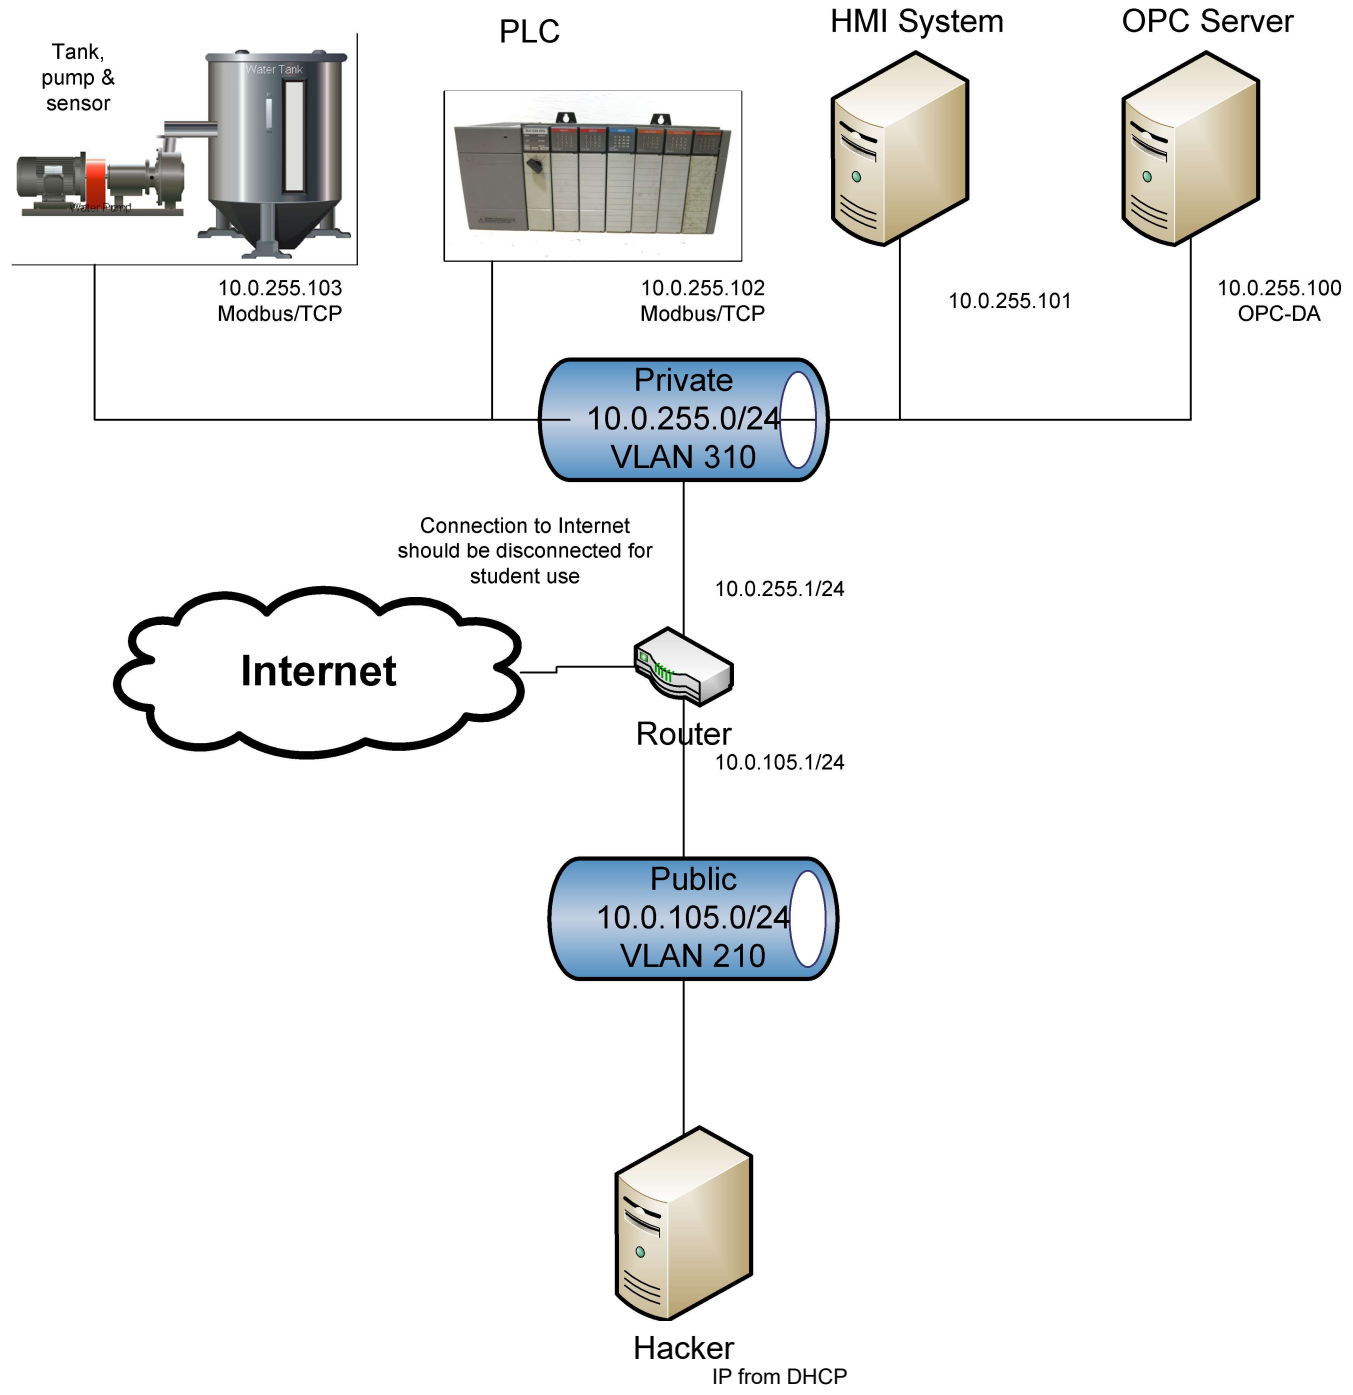 Tank,
pump &
sensor
Water Tank
Water Pump
PLC
HMI System
OPC Server
10.0.255.103
Modbus/TCP
10.0.255.102
Modbus/TCP
10.0.255.101
10.0.255.100
OPC-DA
Private
10.0.255.0/24
VLAN 310
Connection to Internet
should be disconnected for
student use
10.0.255.1/24
Internet
Router
10.0.105.1/24
Public
10.0.105.0/24
VLAN 210
Hacker
IP from DHCP